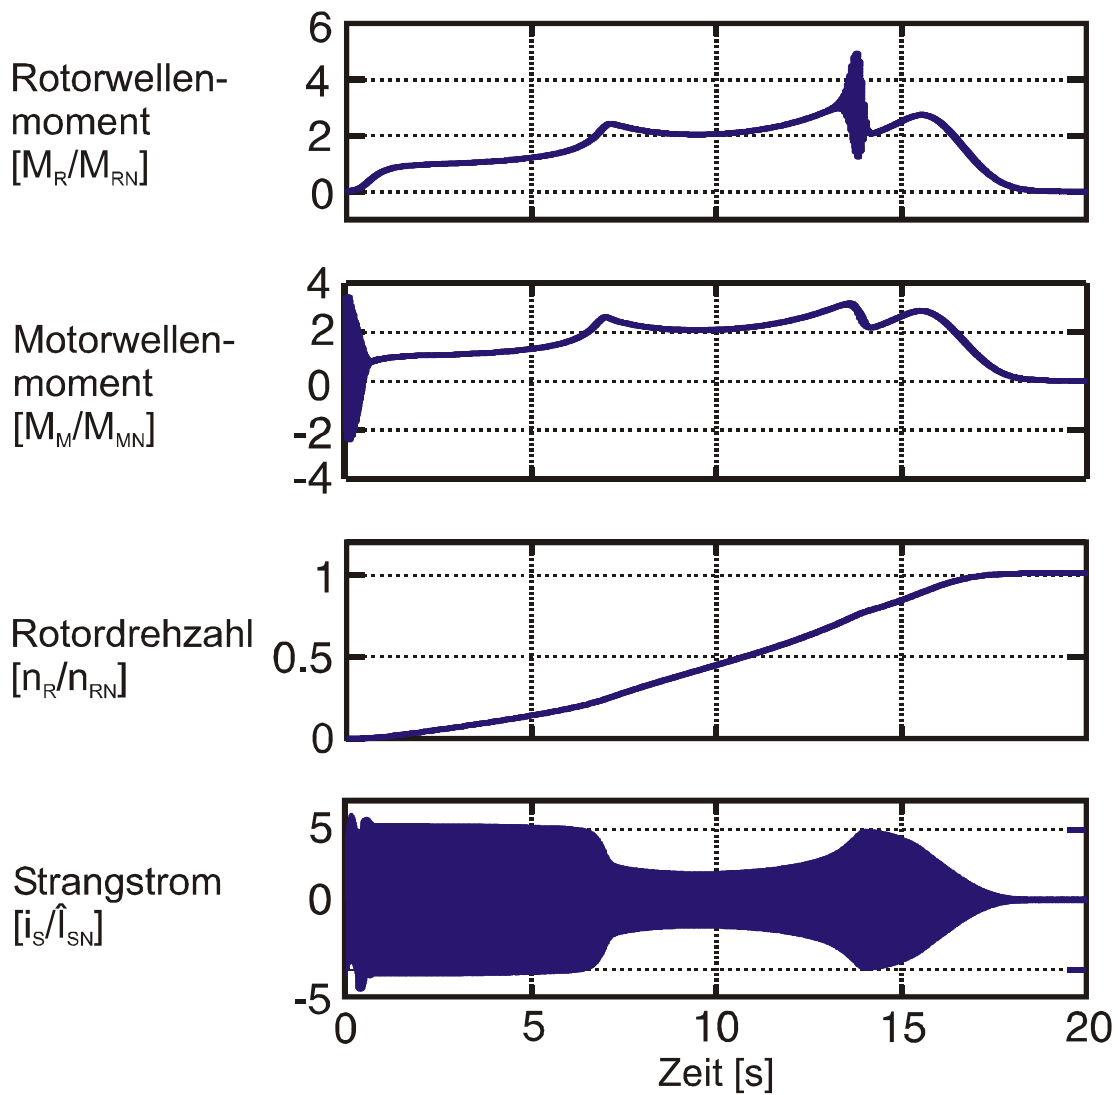 Rotorwellen-
moment
[M_R/M_RN]
6
4
2
0
Motorwellen-
moment
[M_M/M_MN]
4
2
0
-2
-4
Rotordrehzahl
[n_R/n_RN]
1
0.5
0
Strangstrom
[i_S/Î_SN]
5
0
-5
0 5 10 15 20
Zeit [s]